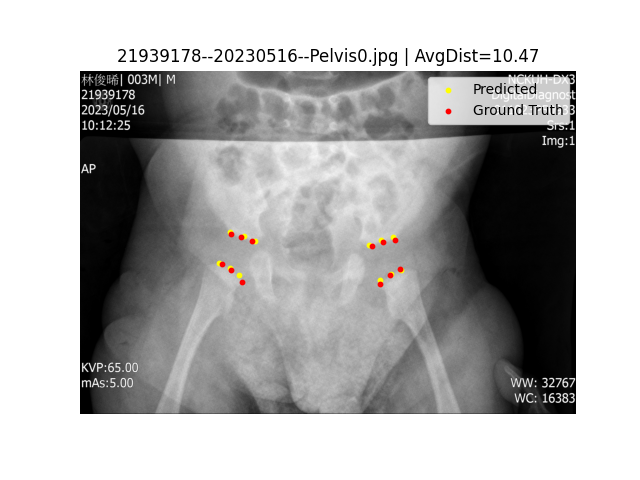 21939178--20230516--Pelvis0.jpg | AvgDist=10.47
林俊晞| 003M| M
21939178
2023/05/16
10:12:25
AP
NCKUH-DX3
DigitalDiagnost
Predicted
Ground Truth
Srs:1
Img:1
KVP:65.00
mAs:5.00
WW: 32767
WC: 16383